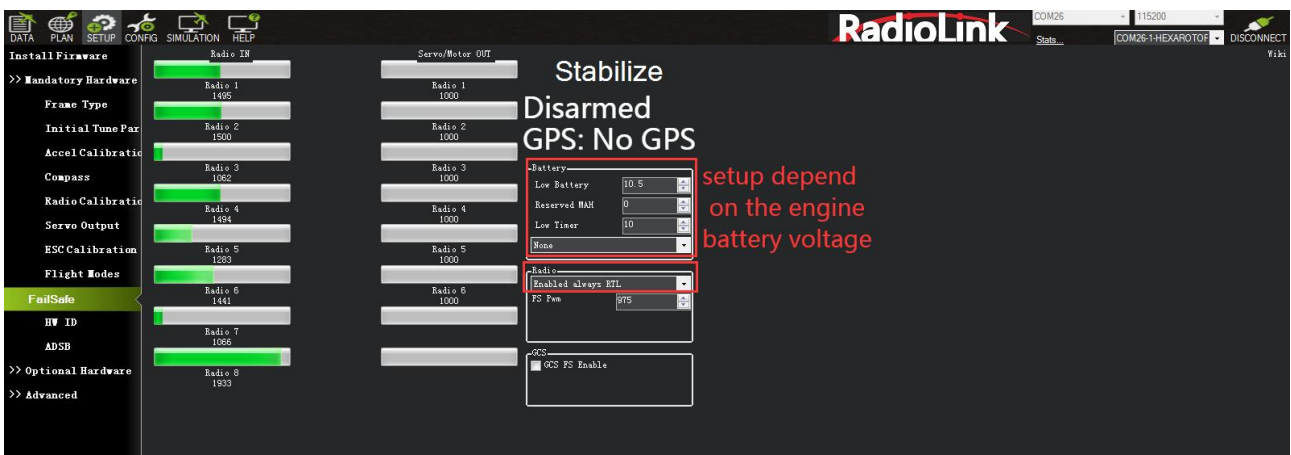 DATA PLAN SETUP CONFIG SIMULATION HELP
RadioLink
COM26 115200
Stats... COM26-1-HEXAROTOF DISCONNECT
Wiki
Install Firmware
>> Mandatory Hardware
Frame Type
Initial Tune Par
Accel Calibratic
Compass
Radio Calibratic
Servo Output
ESC Calibration
Flight Modes
FailSafe
HW ID
ADSB
>> Optional Hardware
>> Advanced
Radio IN
Radio 1
1495
Radio 2
1500
Radio 3
1062
Radio 4
1494
Radio 5
1283
Radio 6
1441
Radio 7
1066
Radio 8
1933
Servo/Motor OUT
Radio 1
1000
Radio 2
1000
Radio 3
1000
Radio 4
1000
Radio 5
1000
Radio 6
1000
Stabilize
Disarmed
GPS: No GPS
Battery
Low Battery 10.5
Reserved MAH 0
Low Timer 10
None
setup depend
on the engine
battery voltage
Radio
Enabled always RTL
FS Pwm 975
GCS
GCS FS Enable